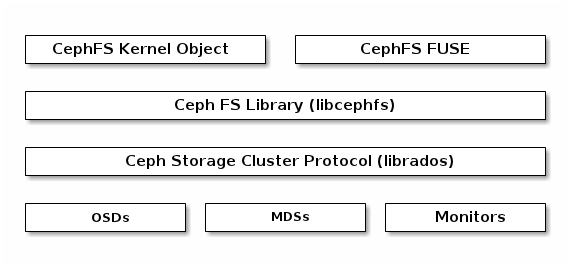 CephFS Kernel Object
CephFS FUSE
Ceph FS Library (libcephfs)
Ceph Storage Cluster Protocol (librados)
OSDs
MDSs
Monitors